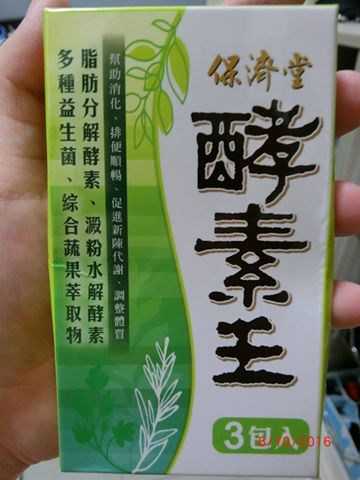 保濟堂
酵素王
3包入
幫助消化、排便順暢、促進新陳代謝、調整體質
脂肪分解酵素、澱粉水解酵素
多種益生菌、綜合蔬果萃取物